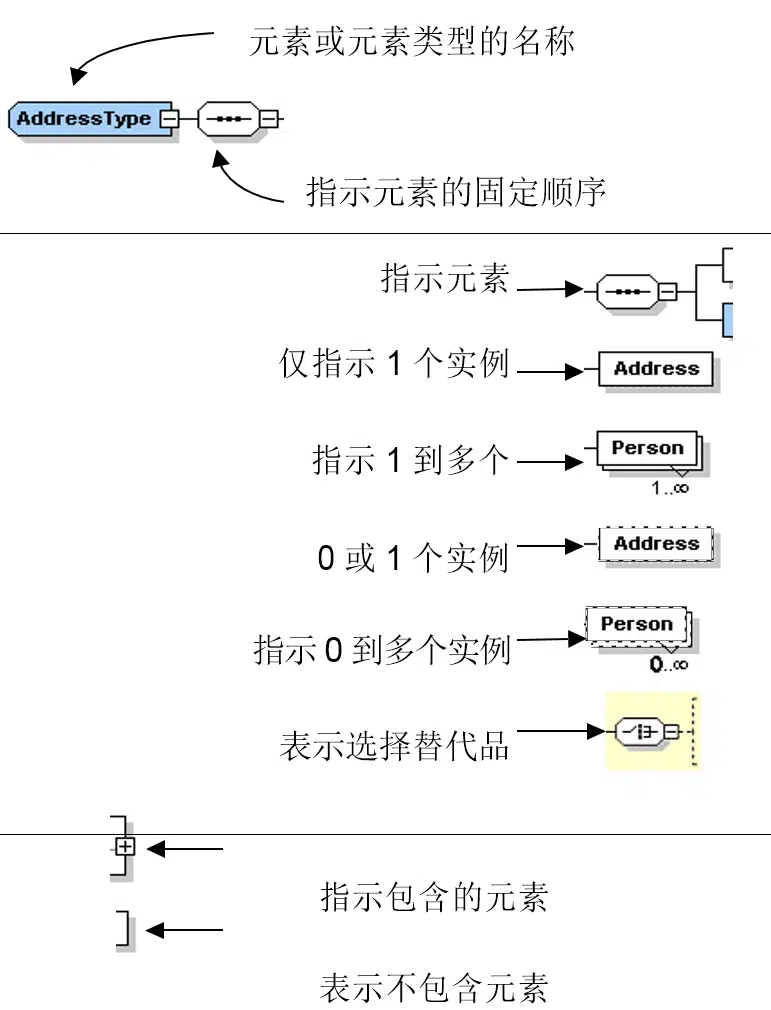 元素或元素类型的名称
AddressType
指示元素的固定顺序
指示元素
仅指示 1 个实例
Address
指示 1 到多个
Person
1..∞
0 或 1 个实例
Address
指示 0 到多个实例
Person
0..∞
表示选择替代品
指示包含的元素
表示不包含元素